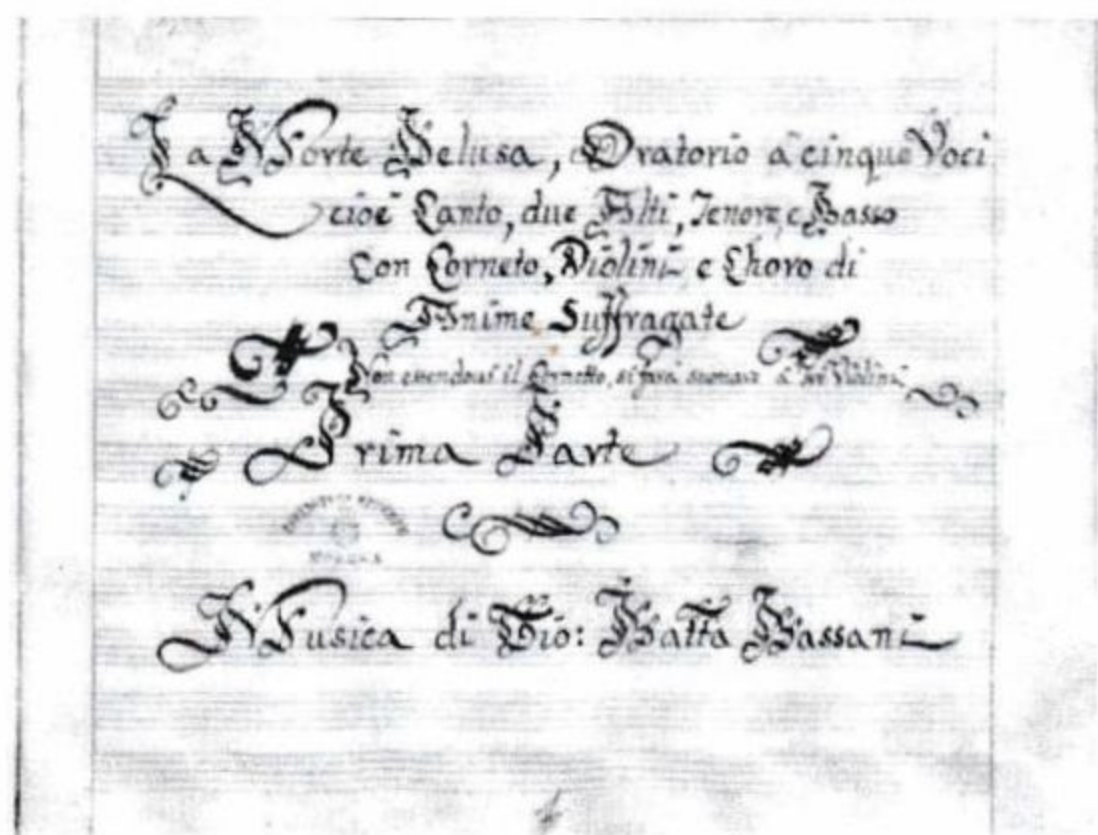 La Morte Delusa, Oratorio à cinque Voci
cioè Canto, due Alti, Tenore, e Basso
Con Corneto, Violini, e Choro di
Anime Suffragate
Non essendoui il Cornetto, si farà suonare à Violini
Prima Parte
Musica di Gio: Batta Bassani